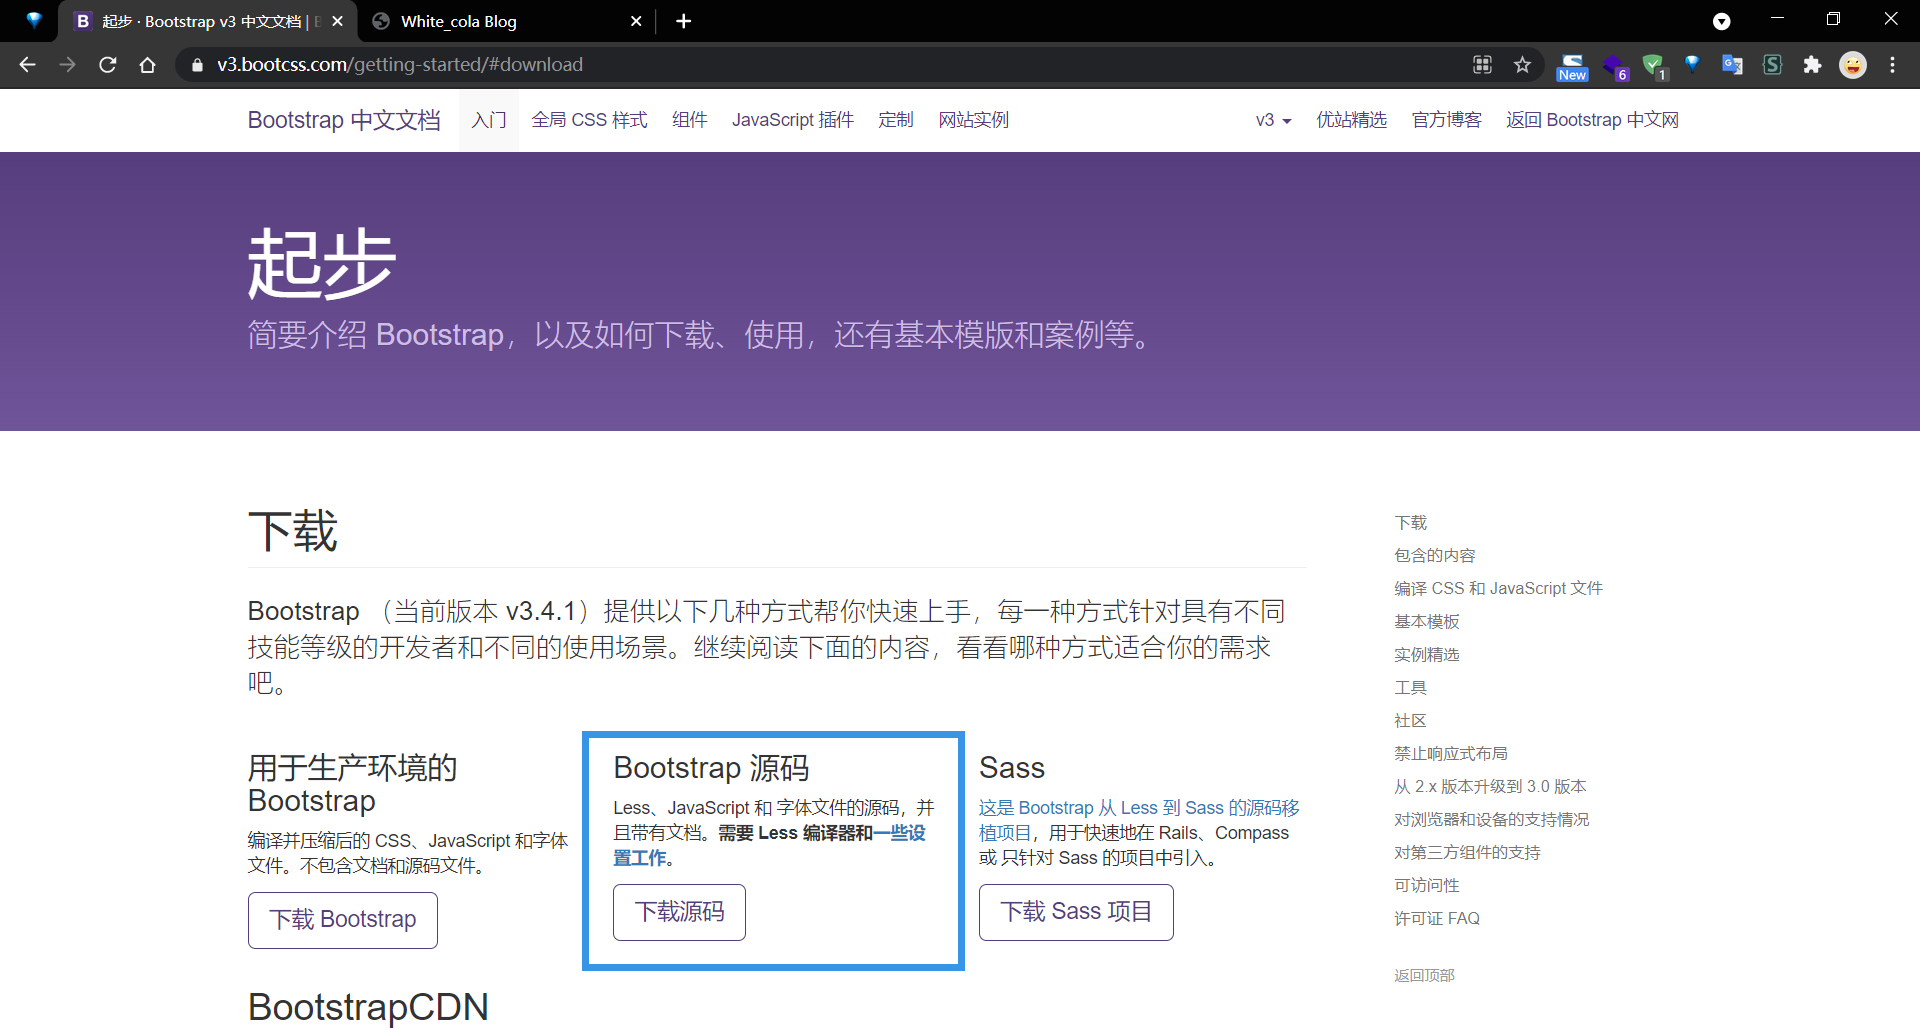 起步 · Bootstrap v3 中文文档 |
White_cola Blog
v3.bootcss.com/getting-started/#download
New
6
1
Bootstrap 中文文档
入门
全局 CSS 样式
组件
JavaScript 插件
定制
网站实例
v3
优站精选
官方博客
返回 Bootstrap 中文网
起步
简要介绍 Bootstrap，以及如何下载、使用，还有基本模版和案例等。
下载
Bootstrap （当前版本 v3.4.1）提供以下几种方式帮你快速上手，每一种方式针对具有不同
技能等级的开发者和不同的使用场景。继续阅读下面的内容，看看哪种方式适合你的需求
吧。
用于生产环境的
Bootstrap
编译并压缩后的 CSS、JavaScript 和字体
文件。不包含文档和源码文件。
下载 Bootstrap
Bootstrap 源码
Less、JavaScript 和 字体文件的源码，并
且带有文档。需要 Less 编译器和一些设
置工作。
下载源码
Sass
这是 Bootstrap 从 Less 到 Sass 的源码移
植项目，用于快速地在 Rails、Compass
或 只针对 Sass 的项目中引入。
下载 Sass 项目
BootstrapCDN
下载
包含的内容
编译 CSS 和 JavaScript 文件
基本模板
实例精选
工具
社区
禁止响应式布局
从 2.x 版本升级到 3.0 版本
对浏览器和设备的支持情况
对第三方组件的支持
可访问性
许可证 FAQ
返回顶部